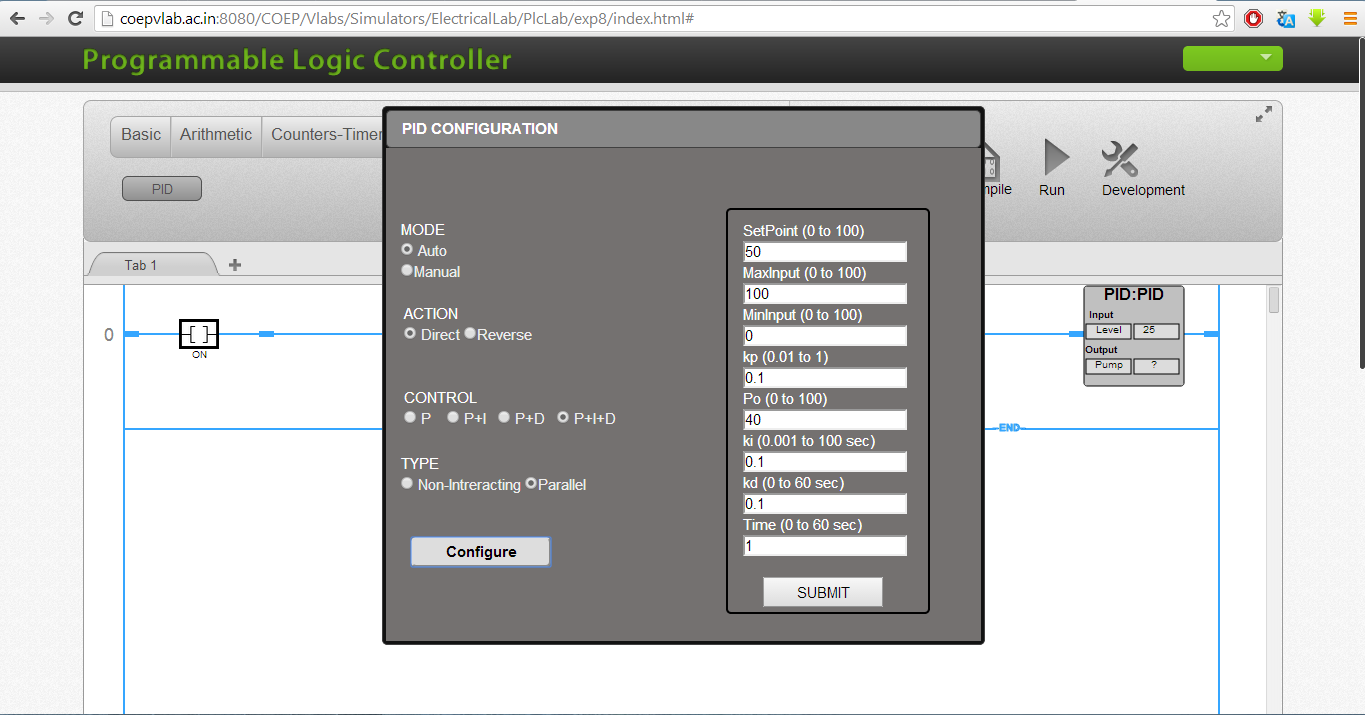 coepvlab.ac.in:8080/COEP/Vlabs/Simulators/ElectricalLab/PlcLab/exp8/index.html#
Programmable Logic Controller
Basic Arithmetic Counters-Timer
PID
mpile Run Development
Tab 1
PID CONFIGURATION
MODE
Auto
Manual
ACTION
Direct Reverse
CONTROL
P P+I P+D P+I+D
TYPE
Non-Intreracting Parallel
Configure
SetPoint (0 to 100)
50
MaxInput (0 to 100)
100
MinInput (0 to 100)
0
kp (0.01 to 1)
0.1
Po (0 to 100)
40
ki (0.001 to 100 sec)
0.1
kd (0 to 60 sec)
0.1
Time (0 to 60 sec)
1
SUBMIT
0
[ ]
ON
PID:PID
Input
Level 25
Output
Pump ?
END